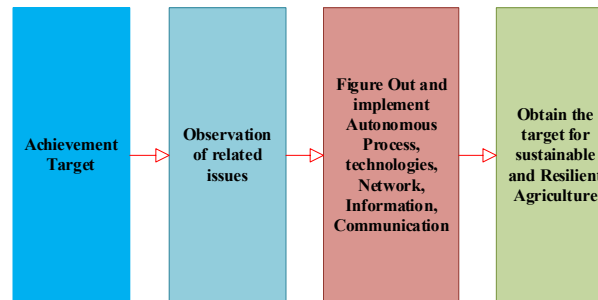 Achievement
Target
Observation
of related
issues
Figure Out and
implement
Autonomous
Process,
technologies,
Network,
Information,
Communication
Obtain the
target for
sustainable
and Resilient
Agriculture